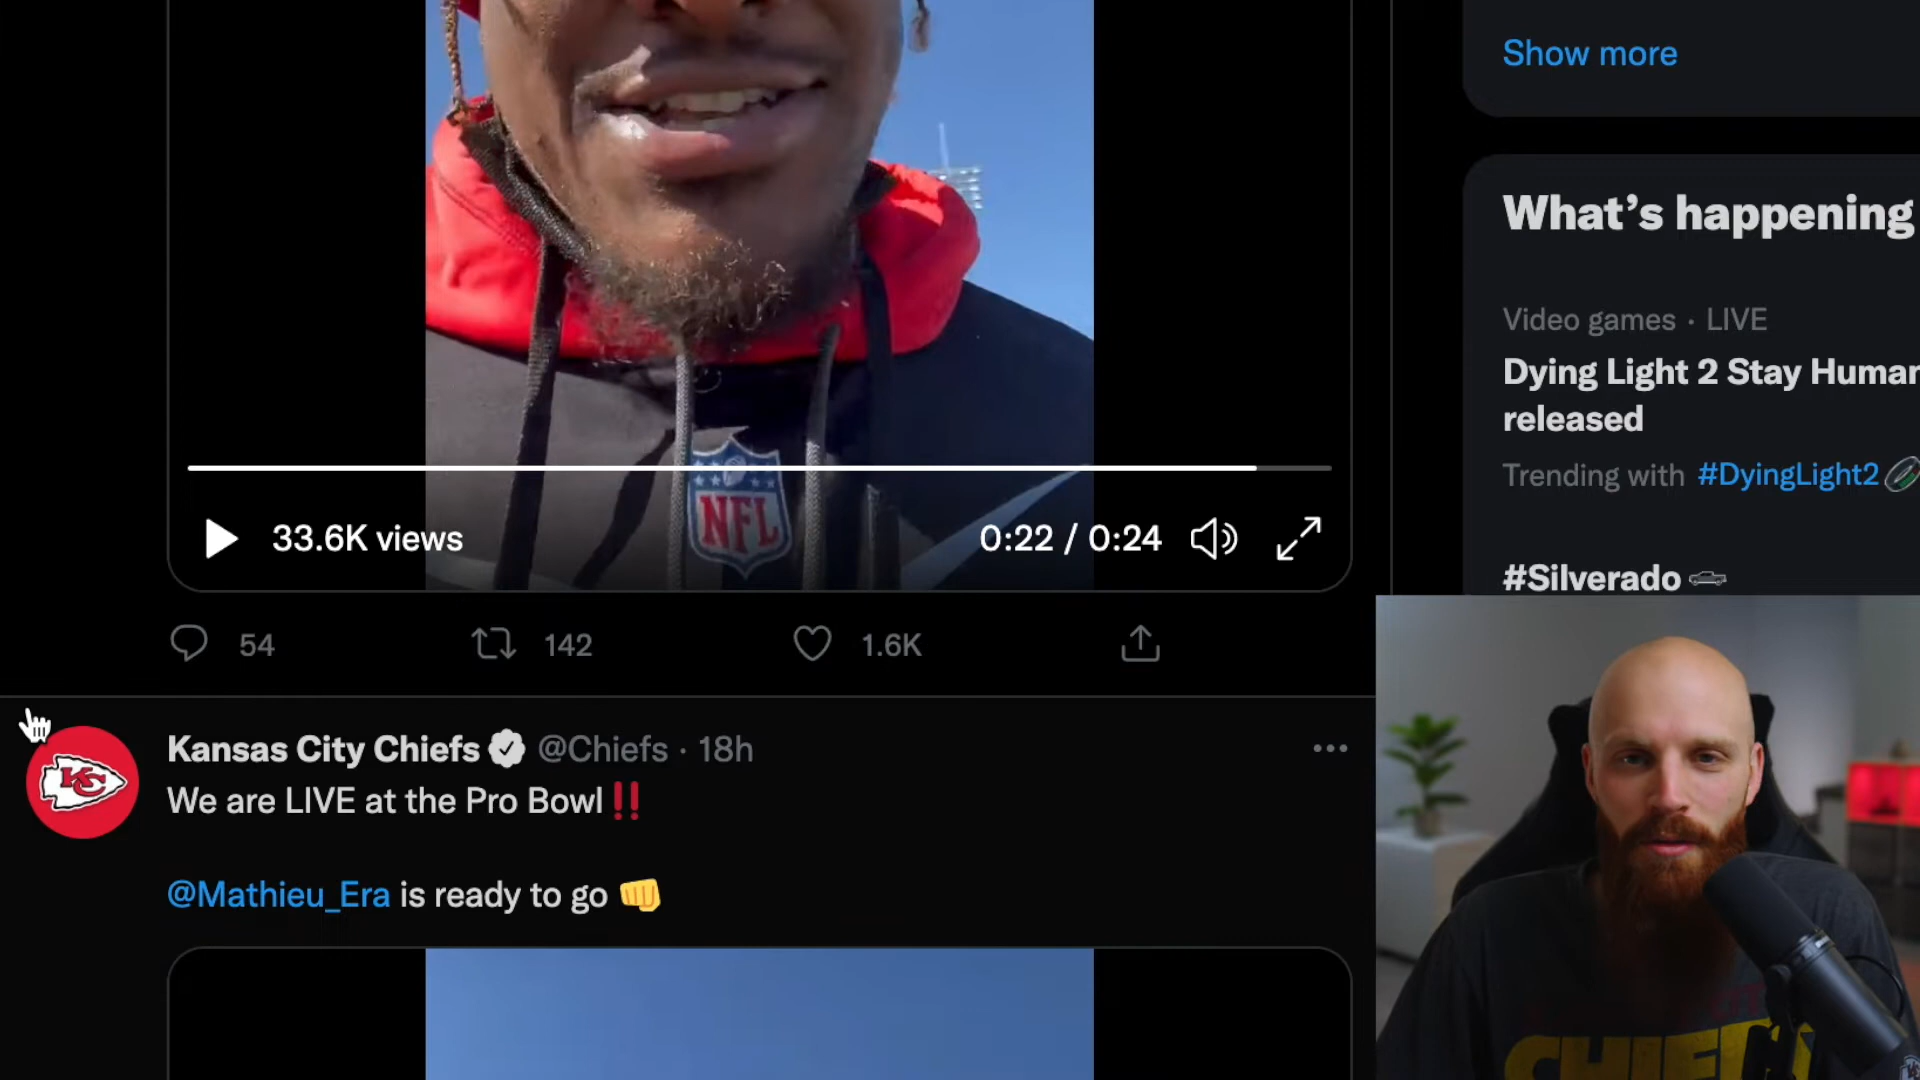 Show more
What's happening
Video games · LIVE
Dying Light 2 Stay Human
released
Trending with #DyingLight2
#Silverado
NFL
33.6K views
0:22 / 0:24
54
142
1.6K
Kansas City Chiefs @Chiefs · 18h
We are LIVE at the Pro Bowl‼️
KC
@Mathieu_Era is ready to go 👊
CHIEFS